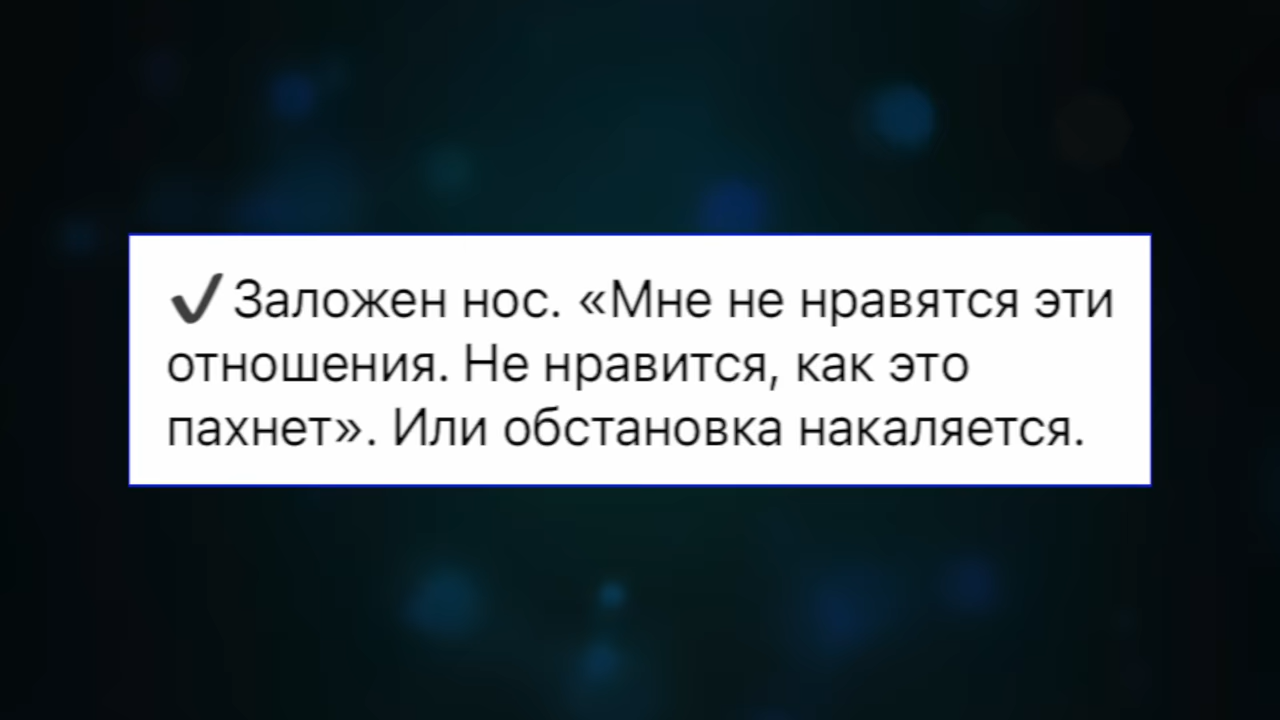 ✔Заложен нос. «Мне не нравятся эти
отношения. Не нравится, как это
пахнет». Или обстановка накаляется.